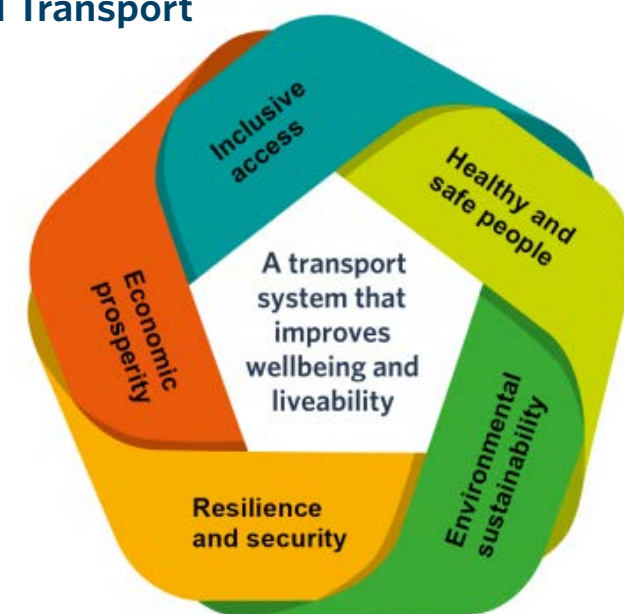 Transport
Inclusive
access
Healthy and
safe people
A transport
system that
improves
wellbeing and
liveability
Economic
prosperity
Environmental
sustainability
Resilience
and security